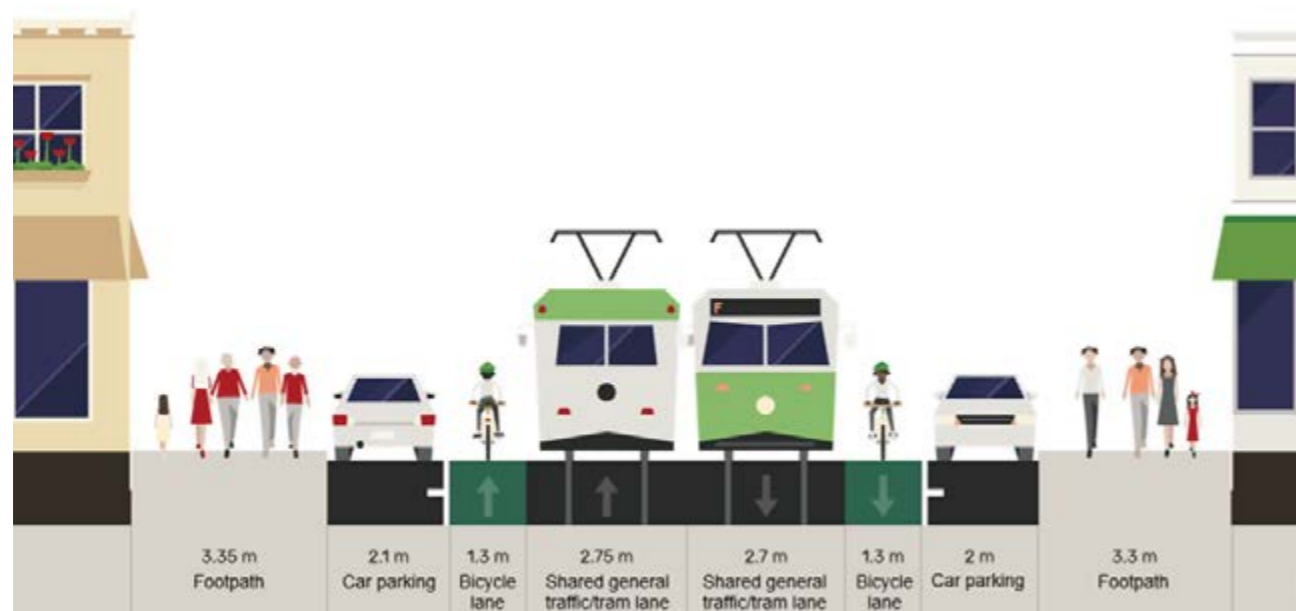 F
3.35 m
Footpath
2.1 m
Car parking
1.3 m
Bicycle
lane
2.75 m
Shared general
traffic/tram lane
2.7 m
Shared general
traffic/tram lane
1.3 m
Bicycle
lane
2 m
Car parking
3.3 m
Footpath